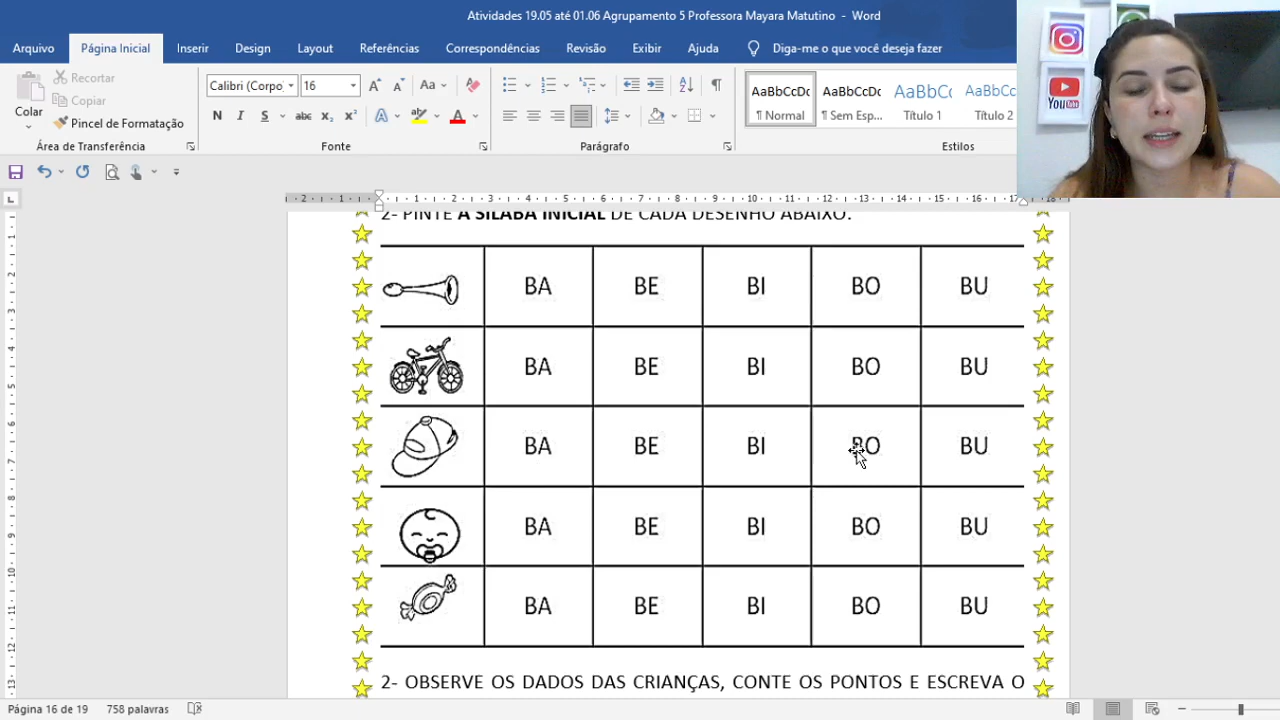 Atividades 19.05 até 01.06 Agrupamento 5 Professora Mayara Matutino - Word
Arquivo Página Inicial Inserir Design Layout Referências Correspondências Revisão Exibir Ajuda Diga-me o que você deseja fazer
Recortar
Copiar
Colar
Pincel de Formatação
Área de Transferência
Calibri (Corpo 16
N I S abc x₂ x²
Fonte
Parágrafo
AaBbCcDc AaBbCcDc AaBbCc AaBbCc
¶ Normal ¶ Sem Esp... Título 1 Título 2
Estilos
YouTube
2- PINTE A SÍLABA INICIAL DE CADA DESENHO ABAIXO:
BA BE BI BO BU
BA BE BI BO BU
BA BE BI BO BU
BA BE BI BO BU
BA BE BI BO BU
2- OBSERVE OS DADOS DAS CRIANÇAS, CONTE OS PONTOS E ESCREVA O
Página 16 de 19 758 palavras